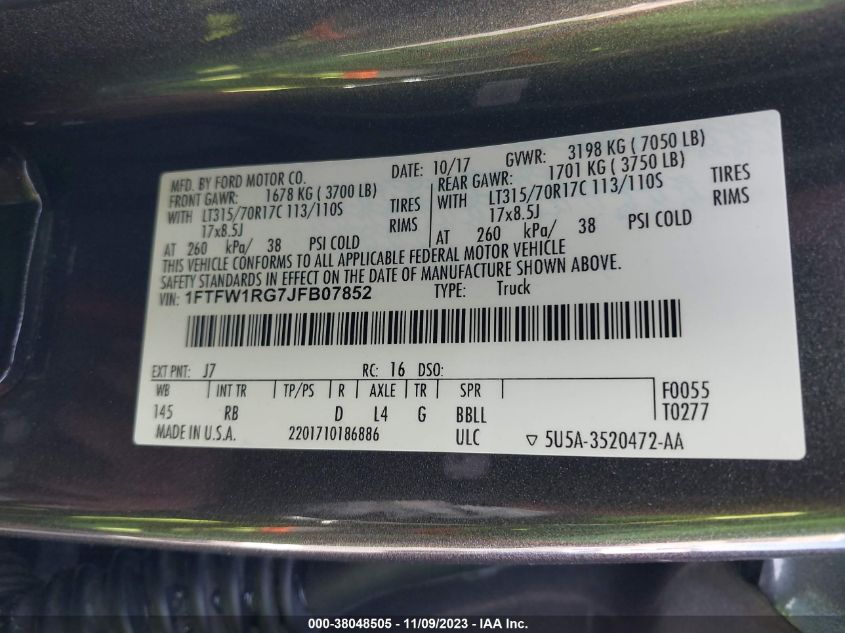 MFD. BY FORD MOTOR CO. DATE: 10/17 GVWR: 3198 KG ( 7050 LB)
FRONT GAWR: 1678 KG (3700 LB) REAR GAWR: 1701 KG ( 3750 LB)
WITH LT315/70R17C 113/110S TIRES WITH LT315/70R17C 113/110S TIRES
17x8.5J RIMS 17x8.5J RIMS
AT 260 kPa/ 38 PSI COLD AT 260 kPa/ 38 PSI COLD
THIS VEHICLE CONFORMS TO ALL APPLICABLE FEDERAL MOTOR VEHICLE
SAFETY STANDARDS IN EFFECT ON THE DATE OF MANUFACTURE SHOWN ABOVE.
VIN: 1FTFW1RG7JFB07852 TYPE: Truck
EXT PNT: J7 RC: 16 DSO:
WB INT TR TP/PS R AXLE TR SPR F0055
145 RB D L4 G BBLL T0277
MADE IN U.S.A. 2201710186886 ULC ▽ 5U5A-3520472-AA
000-38048505 - 11/09/2023 - IAA Inc.